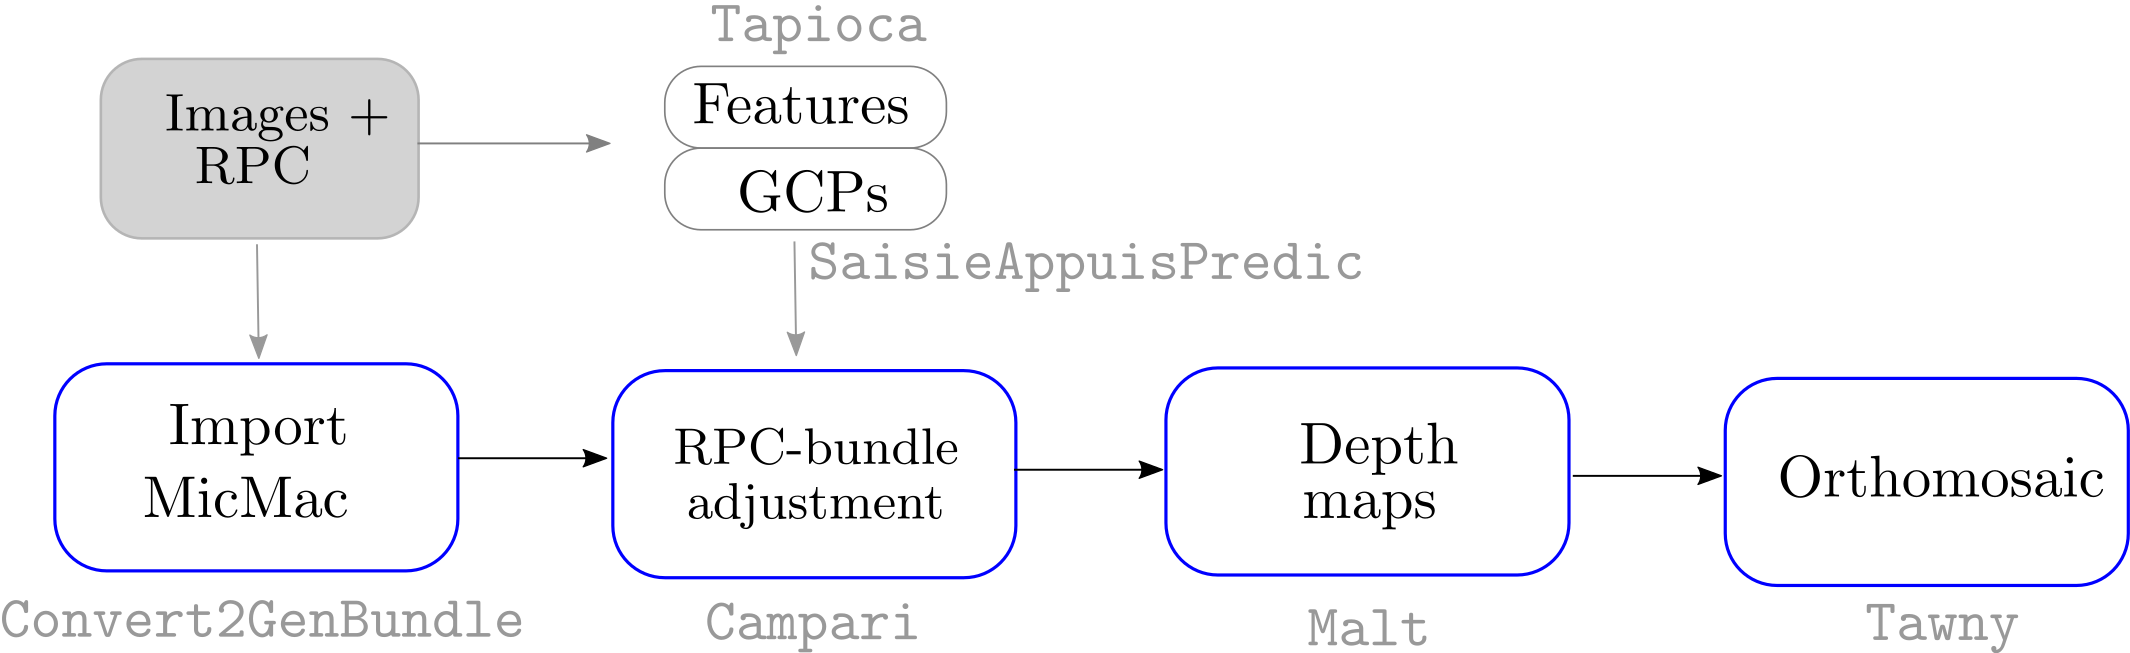 Tapioca
Images +
RPC
Features
GCPs
SaisieAppuisPredic
Import
MicMac
RPC-bundle
adjustment
Depth
maps
Orthomosaic
Convert2GenBundle
Campari
Malt
Tawny